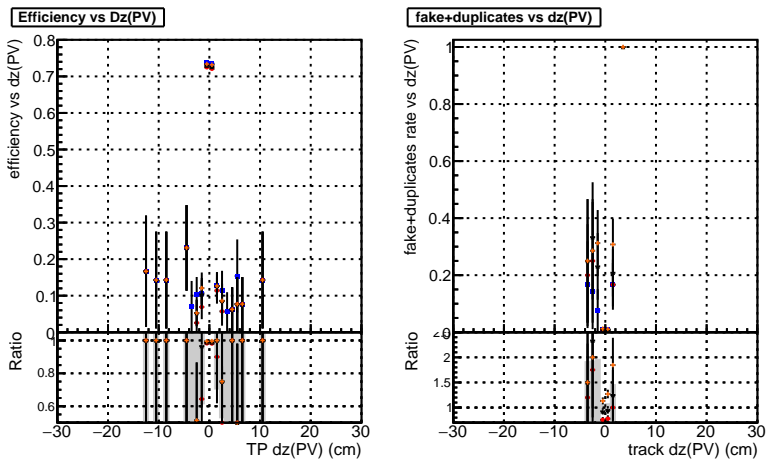 Efficiency vs Dz(PV)
efficiency vs dz(PV)
0.8
0.7
0.6
0.5
0.4
0.3
0.2
0.1
0
Ratio
1
0.8
0.6
−30 −20 −10 0 10 20 30
TP dz(PV) (cm)
fake+duplicates vs dz(PV)
fake+duplicates rate vs dz(PV)
1
0.8
0.6
0.4
0.2
0
Ratio
2
1.5
1
−30 −20 −10 0 10 20 30
track dz(PV) (cm)